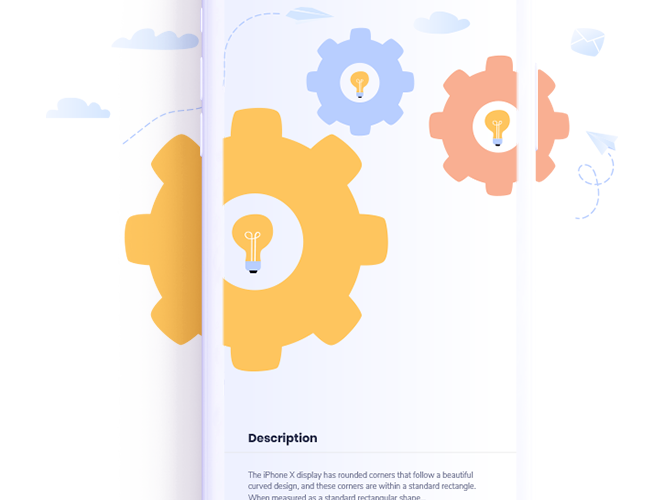 Description
The iPhone X display has rounded corners that follow a beautiful
curved design, and these corners are within a standard rectangle.
When measured as a standard rectangular shape,